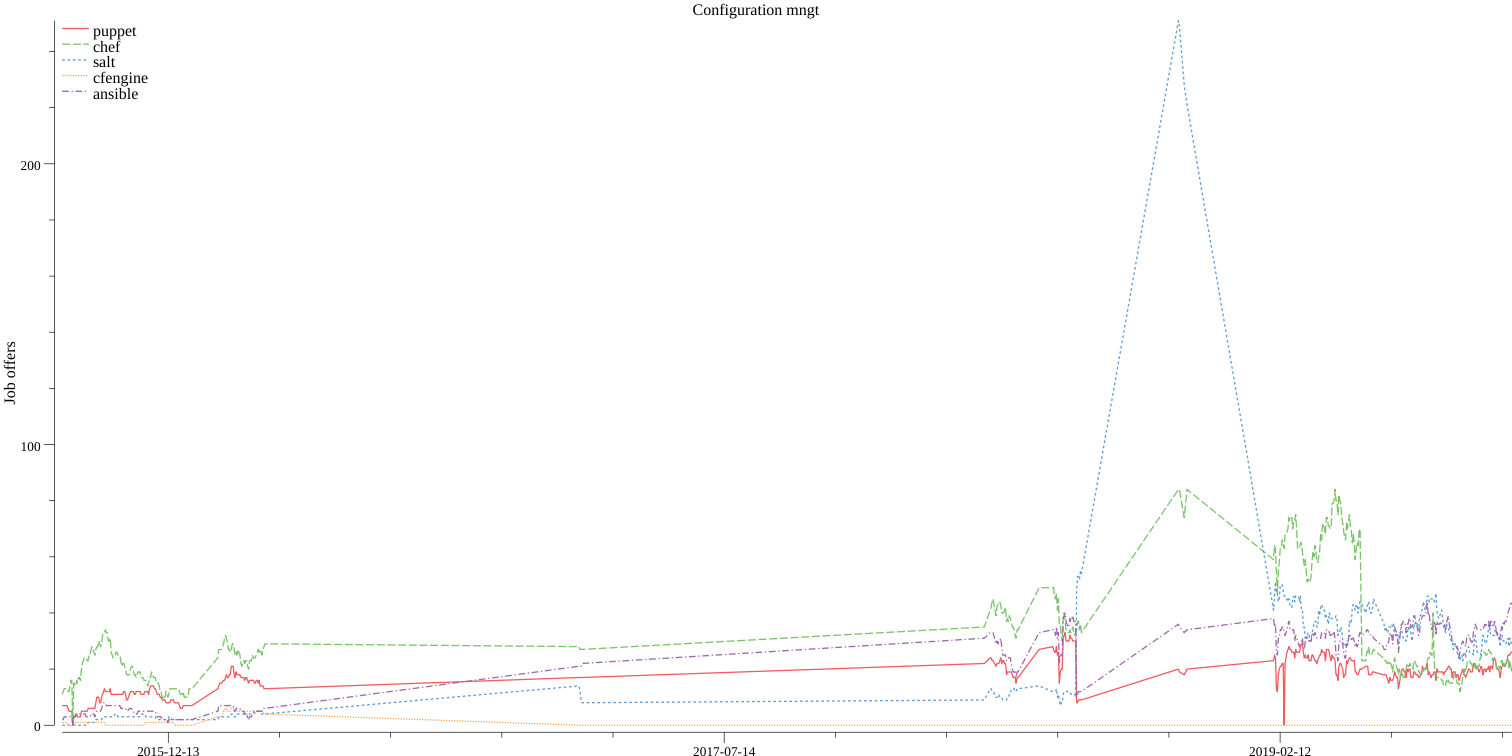 Configuration mngt
puppet
chef
salt
cfengine
ansible
200
100
0
Job offers
2015-12-13
2017-07-14
2019-02-12